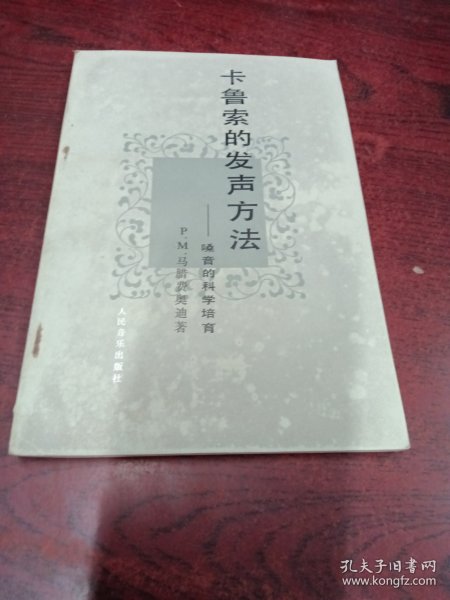 卡鲁索的发声方法
——嗓音的科学培育
P.M.马腊费奥迪著
人民音乐出版社
孔夫子旧书网
www.kongfz.com